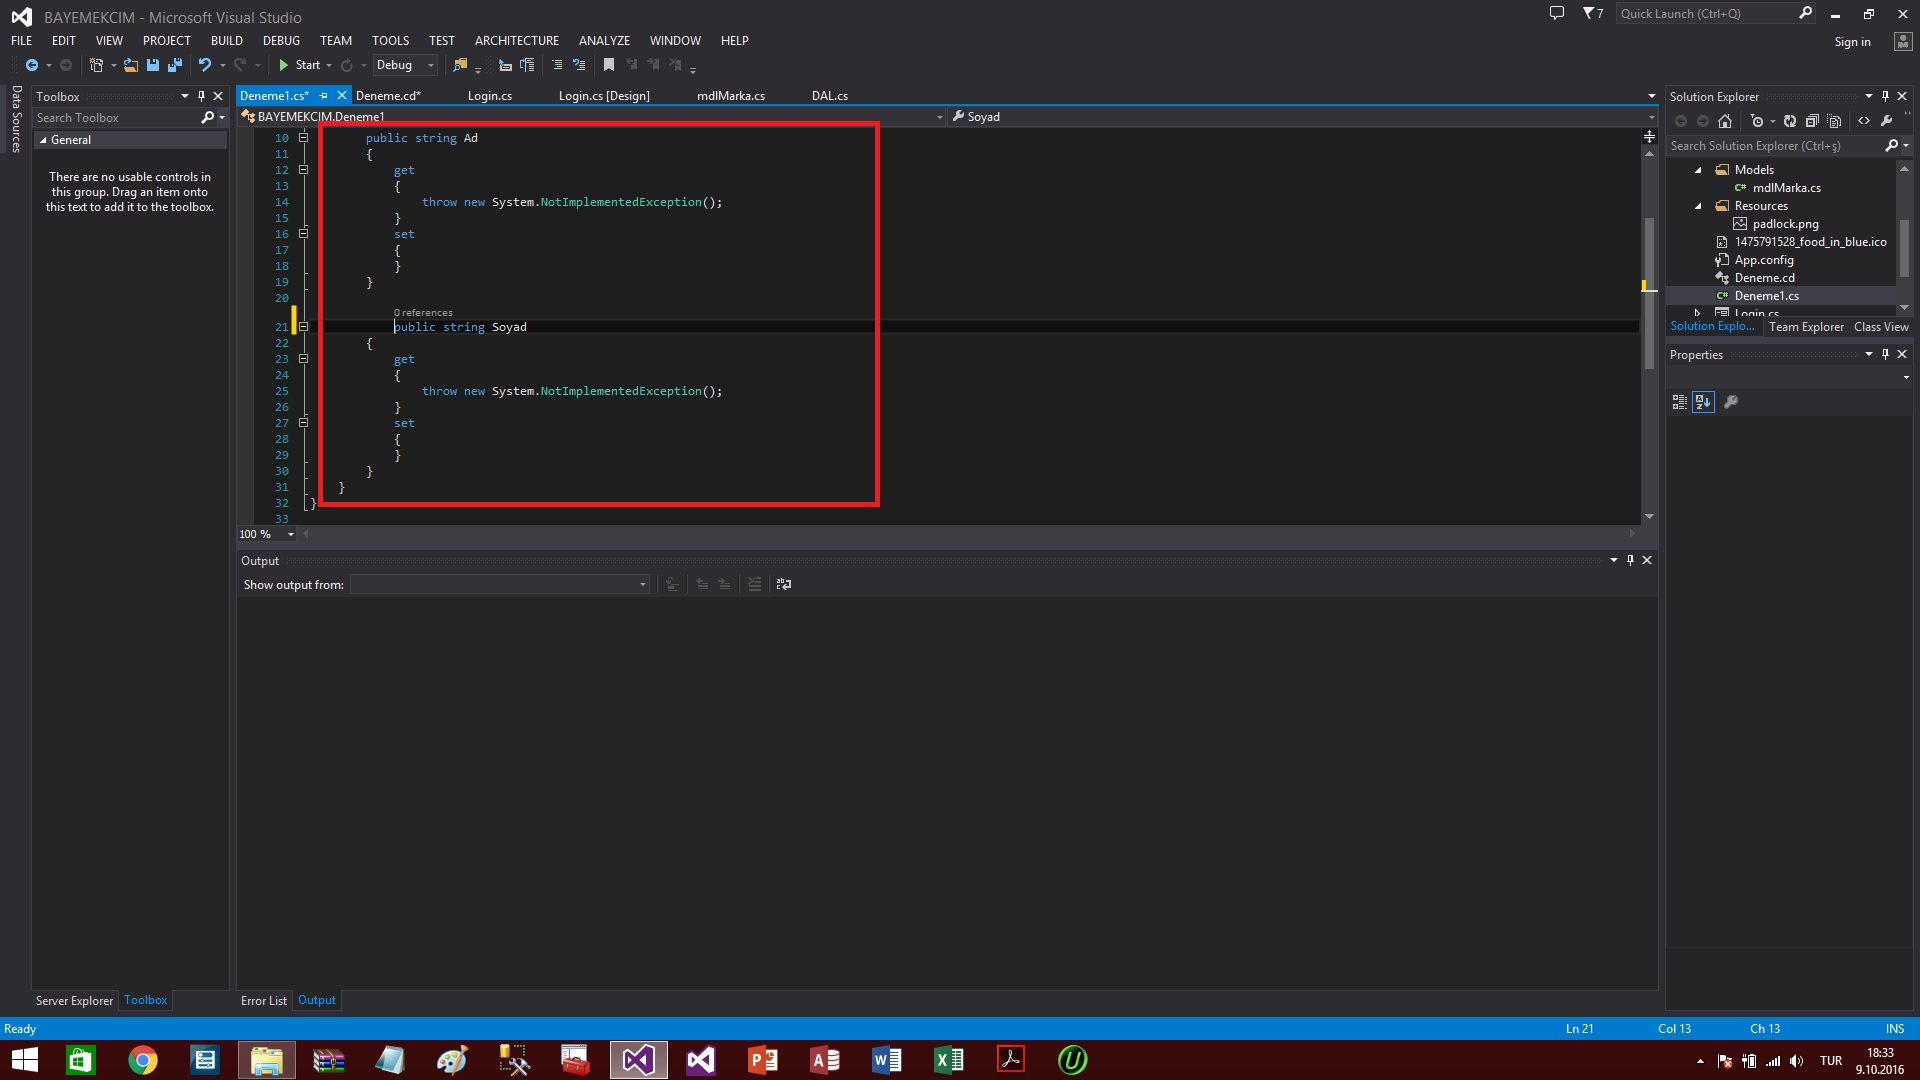 BAYEMEKCIM - Microsoft Visual Studio
7
Quick Launch (Ctrl+Q)
FILE EDIT VIEW PROJECT BUILD DEBUG TEAM TOOLS TEST ARCHITECTURE ANALYZE WINDOW HELP
Sign in
Start Debug
Data Sources
Toolbox
Search Toolbox
General
There are no usable controls in
this group. Drag an item onto
this text to add it to the toolbox.
Server Explorer Toolbox
Deneme1.cs* Deneme.cd* Login.cs Login.cs [Design] mdlMarka.cs DAL.cs
BAYEMEKCIM.Deneme1 Soyad
10 public string Ad
11 {
12 get
13 {
14 throw new System.NotImplementedException();
15 }
16 set
17 {
18 }
19 }
20
0 references
21 public string Soyad
22 {
23 get
24 {
25 throw new System.NotImplementedException();
26 }
27 set
28 {
29 }
30 }
31 }
32 }
33
100 %
Output
Show output from:
Error List Output
Solution Explorer
Search Solution Explorer (Ctrl+ş)
Models
C# mdlMarka.cs
Resources
padlock.png
1475791528_food_in_blue.ico
App.config
Deneme.cd
C# Deneme1.cs
Login.cs
Solution Explo... Team Explorer Class View
Properties
Ready Ln 21 Col 13 Ch 13 INS
TUR
18:33
9.10.2016